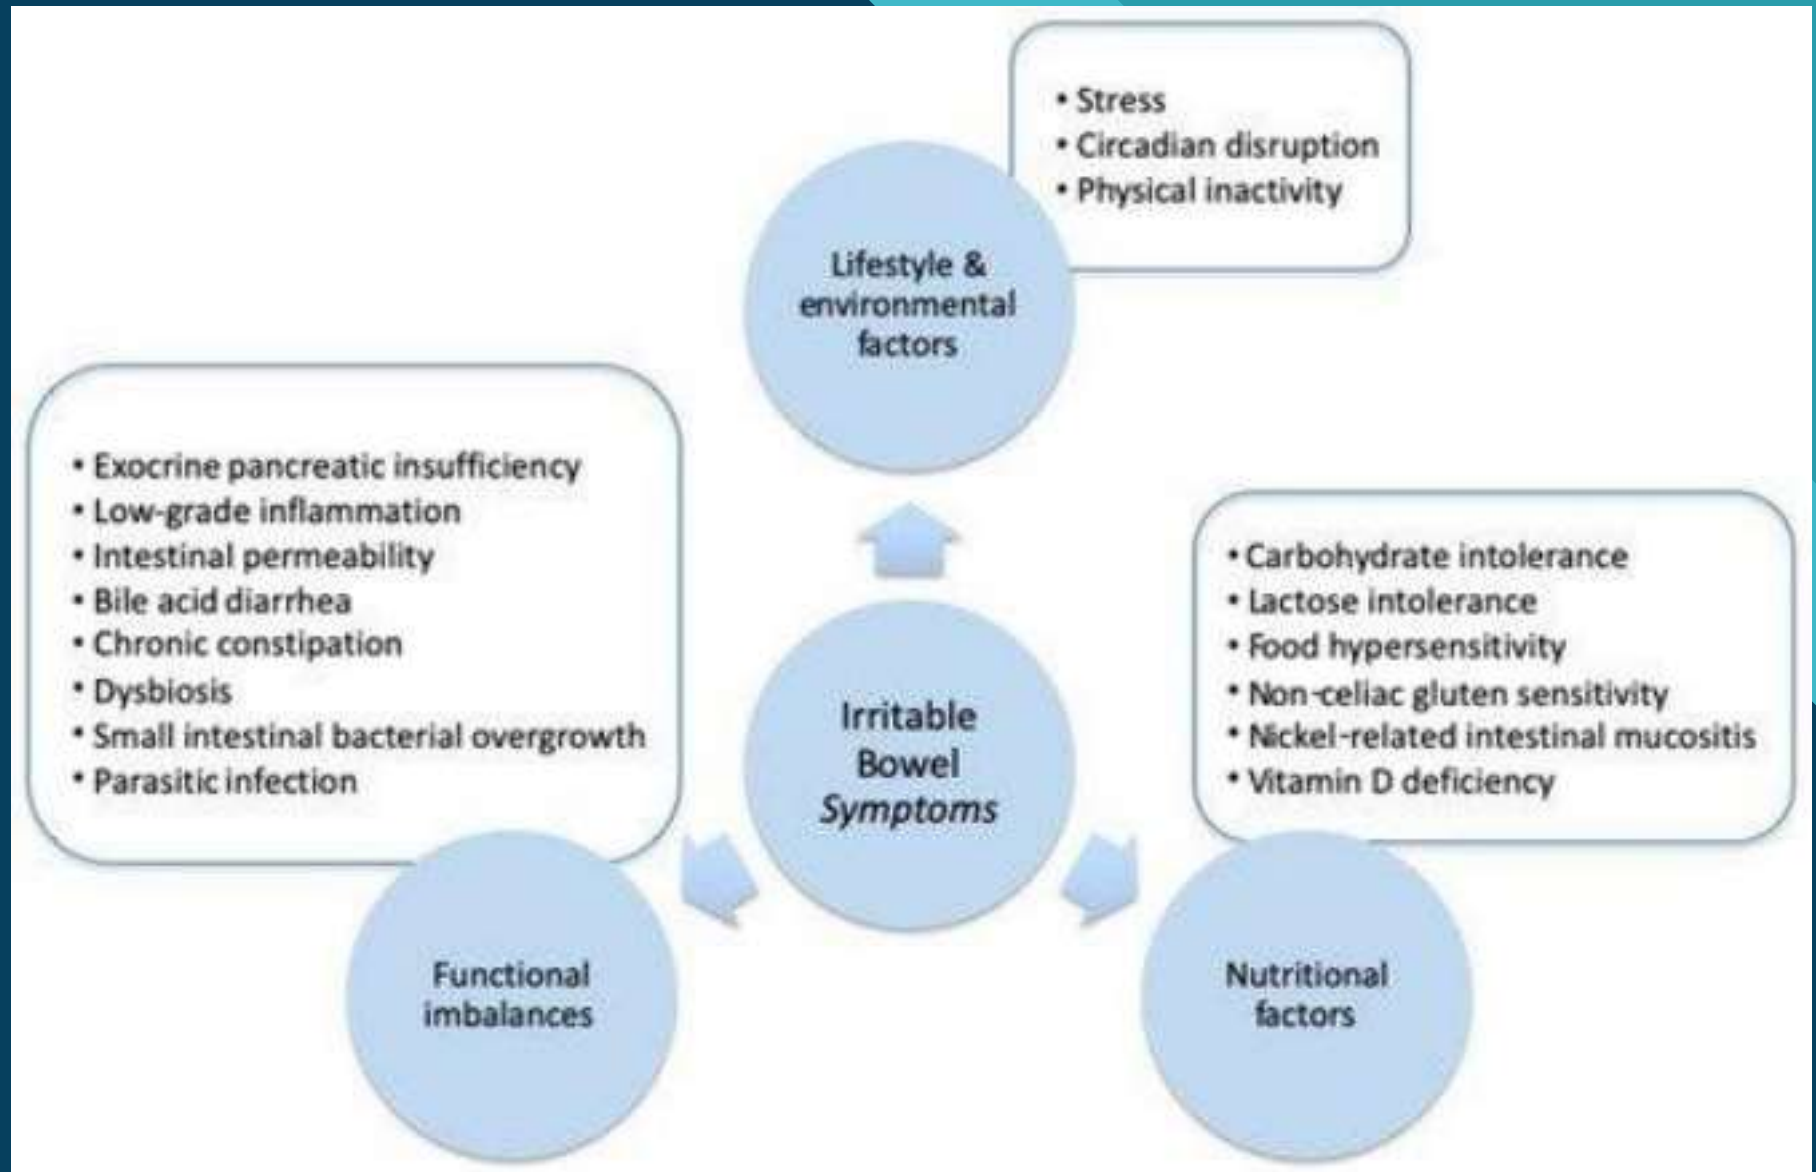 • Stress
• Circadian disruption
• Physical inactivity
Lifestyle &
environmental
factors
• Exocrine pancreatic insufficiency
• Low-grade inflammation
• Intestinal permeability
• Bile acid diarrhea
• Chronic constipation
• Dysbiosis
• Small intestinal bacterial overgrowth
• Parasitic infection
• Carbohydrate intolerance
• Lactose intolerance
• Food hypersensitivity
• Non-celiac gluten sensitivity
• Nickel-related intestinal mucositis
• Vitamin D deficiency
Irritable
Bowel
Symptoms
Functional
imbalances
Nutritional
factors